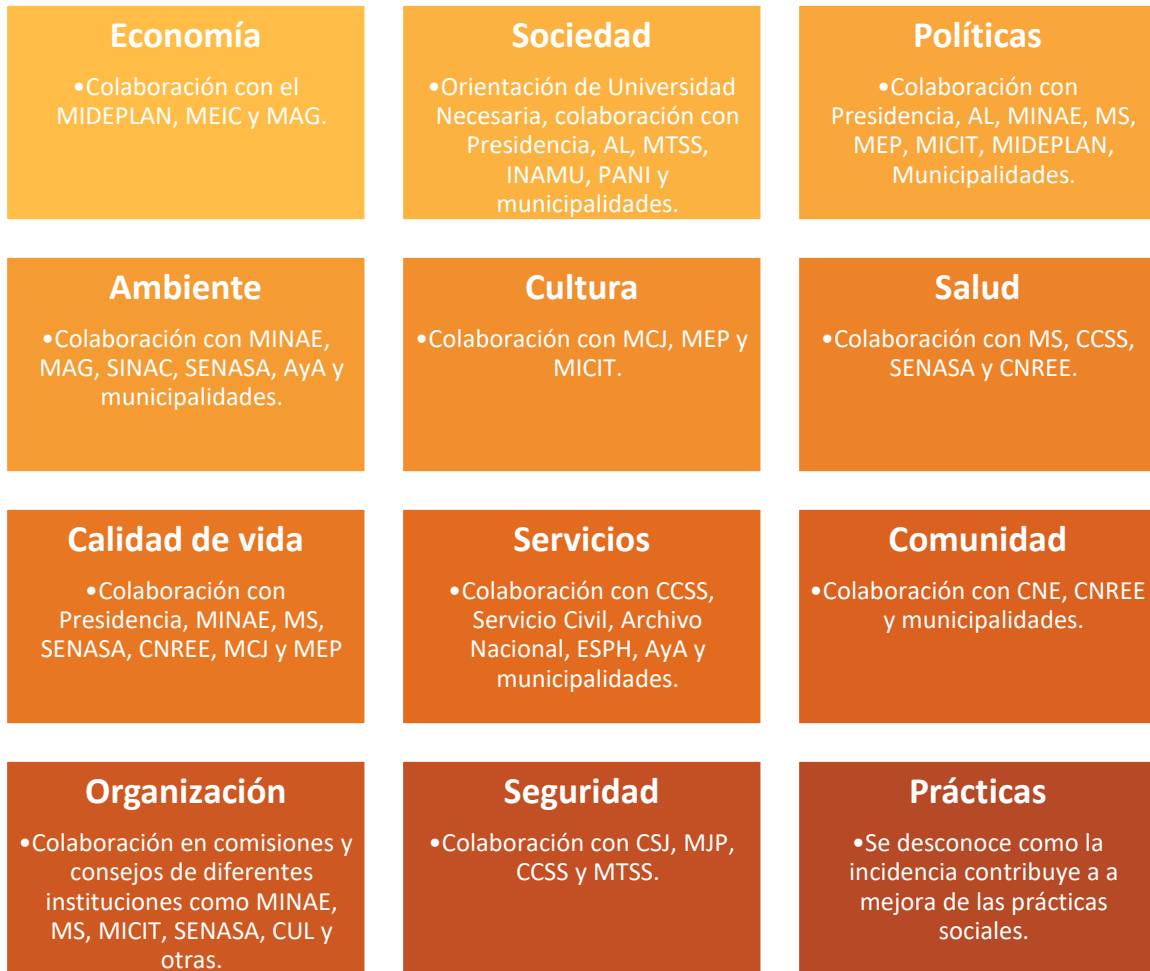 Economía
•Colaboración con el
MIDEPLAN, MEIC y MAG.
Sociedad
•Orientación de Universidad
Necesaria, colaboración con
Presidencia, AL, MTSS,
INAMU, PANI y
municipalidades.
Políticas
•Colaboración con
Presidencia, AL, MINAE, MS,
MEP, MICIT, MIDEPLAN,
Municipalidades.
Ambiente
•Colaboración con MINAE,
MAG, SINAC, SENASA, AyA y
municipalidades.
Cultura
•Colaboración con MCJ, MEP y
MICIT.
Salud
•Colaboración con MS, CCSS,
SENASA y CNREE.
Calidad de vida
•Colaboración con
Presidencia, MINAE, MS,
SENASA, CNREE, MCJ y MEP
Servicios
•Colaboración con CCSS,
Servicio Civil, Archivo
Nacional, ESPH, AyA y
municipalidades.
Comunidad
•Colaboración con CNE, CNREE
y municipalidades.
Organización
•Colaboración en comisiones y
consejos de diferentes
instituciones como MINAE,
MS, MICIT, SENASA, CUL y
otras.
Seguridad
•Colaboración con CSJ, MJP,
CCSS y MTSS.
Prácticas
•Se desconoce como la
incidencia contribuye a a
mejora de las prácticas
sociales.